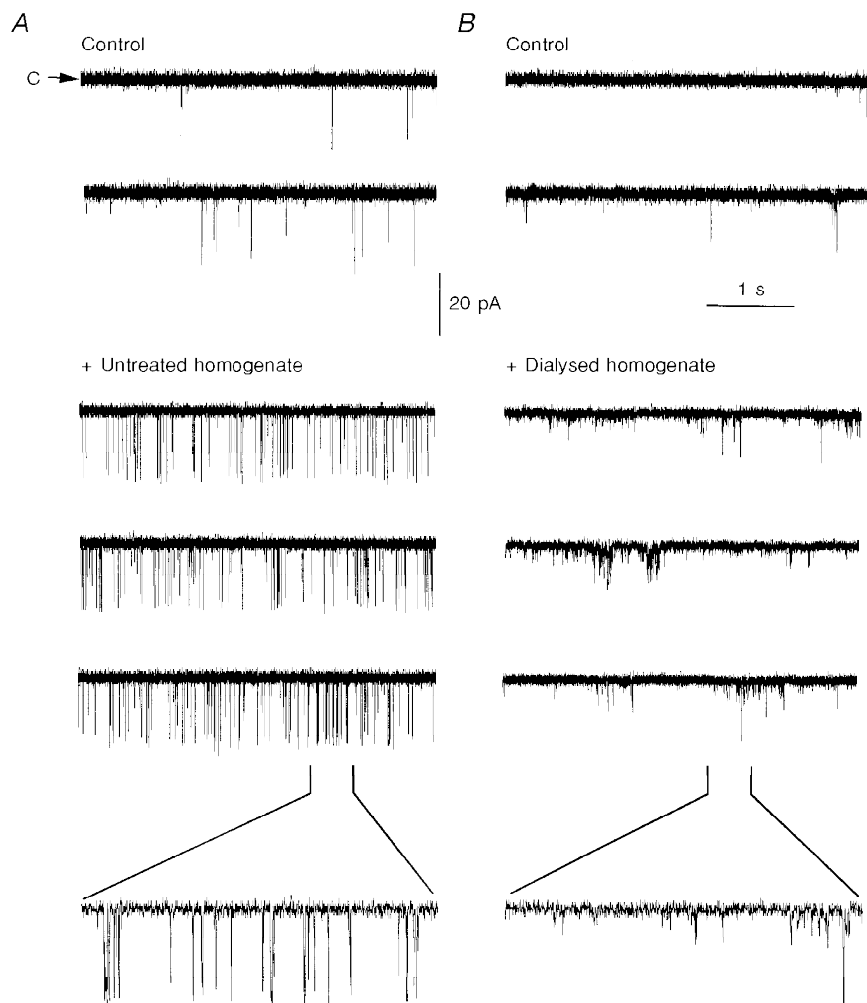 A
B
Control
Control
C
20 pA
1 s
+ Untreated homogenate
+ Dialysed homogenate